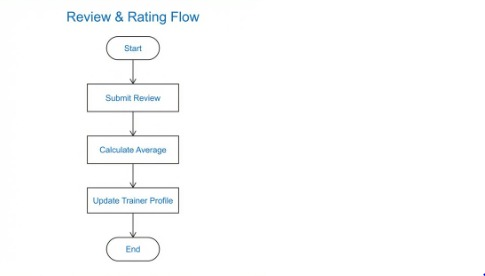 Review & Rating Flow
Start
Submit Review
Calculate Average
Update Trainer Profile
End